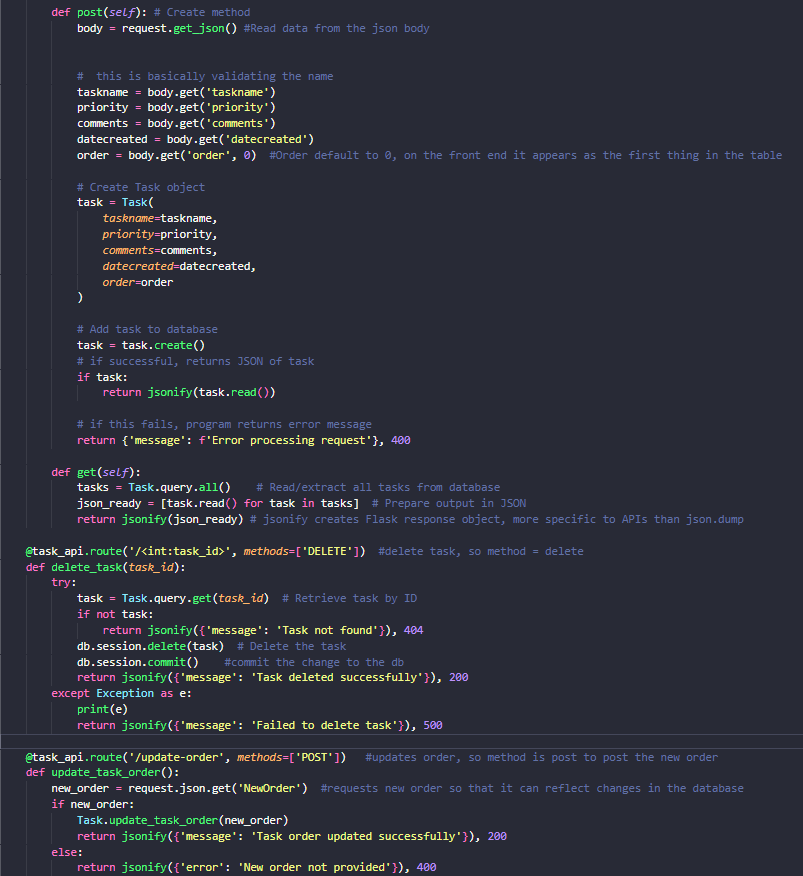 def post(self): # Create method
body = request.get_json() #Read data from the json body
#  this is basically validating the name
taskname = body.get('taskname')
priority = body.get('priority')
comments = body.get('comments')
datecreated = body.get('datecreated')
order = body.get('order', 0)  #Order default to 0, on the front end it appears as the first thing in the table
# Create Task object
task = Task(
taskname=taskname,
priority=priority,
comments=comments,
datecreated=datecreated,
order=order
)
# Add task to database
task = task.create()
# if successful, returns JSON of task
if task:
return jsonify(task.read())
# if this fails, program returns error message
return {'message': f'Error processing request'}, 400
def get(self):
tasks = Task.query.all()    # Read/extract all tasks from database
json_ready = [task.read() for task in tasks]  # Prepare output in JSON
return jsonify(json_ready) # jsonify creates Flask response object, more specific to APIs than json.dump
@task_api.route('/<int:task_id>', methods=['DELETE'])  #delete task, so method = delete
def delete_task(task_id):
try:
task = Task.query.get(task_id)  # Retrieve task by ID
if not task:
return jsonify({'message': 'Task not found'}), 404
db.session.delete(task)  # Delete the task
db.session.commit()    #commit the change to the db
return jsonify({'message': 'Task deleted successfully'}), 200
except Exception as e:
print(e)
return jsonify({'message': 'Failed to delete task'}), 500
@task_api.route('/update-order', methods=['POST'])   #updates order, so method is post to post the new order
def update_task_order():
new_order = request.json.get('NewOrder')  #requests new order so that it can reflect changes in the database
if new_order:
Task.update_task_order(new_order)
return jsonify({'message': 'Task order updated successfully'}), 200
else:
return jsonify({'error': 'New order not provided'}), 400